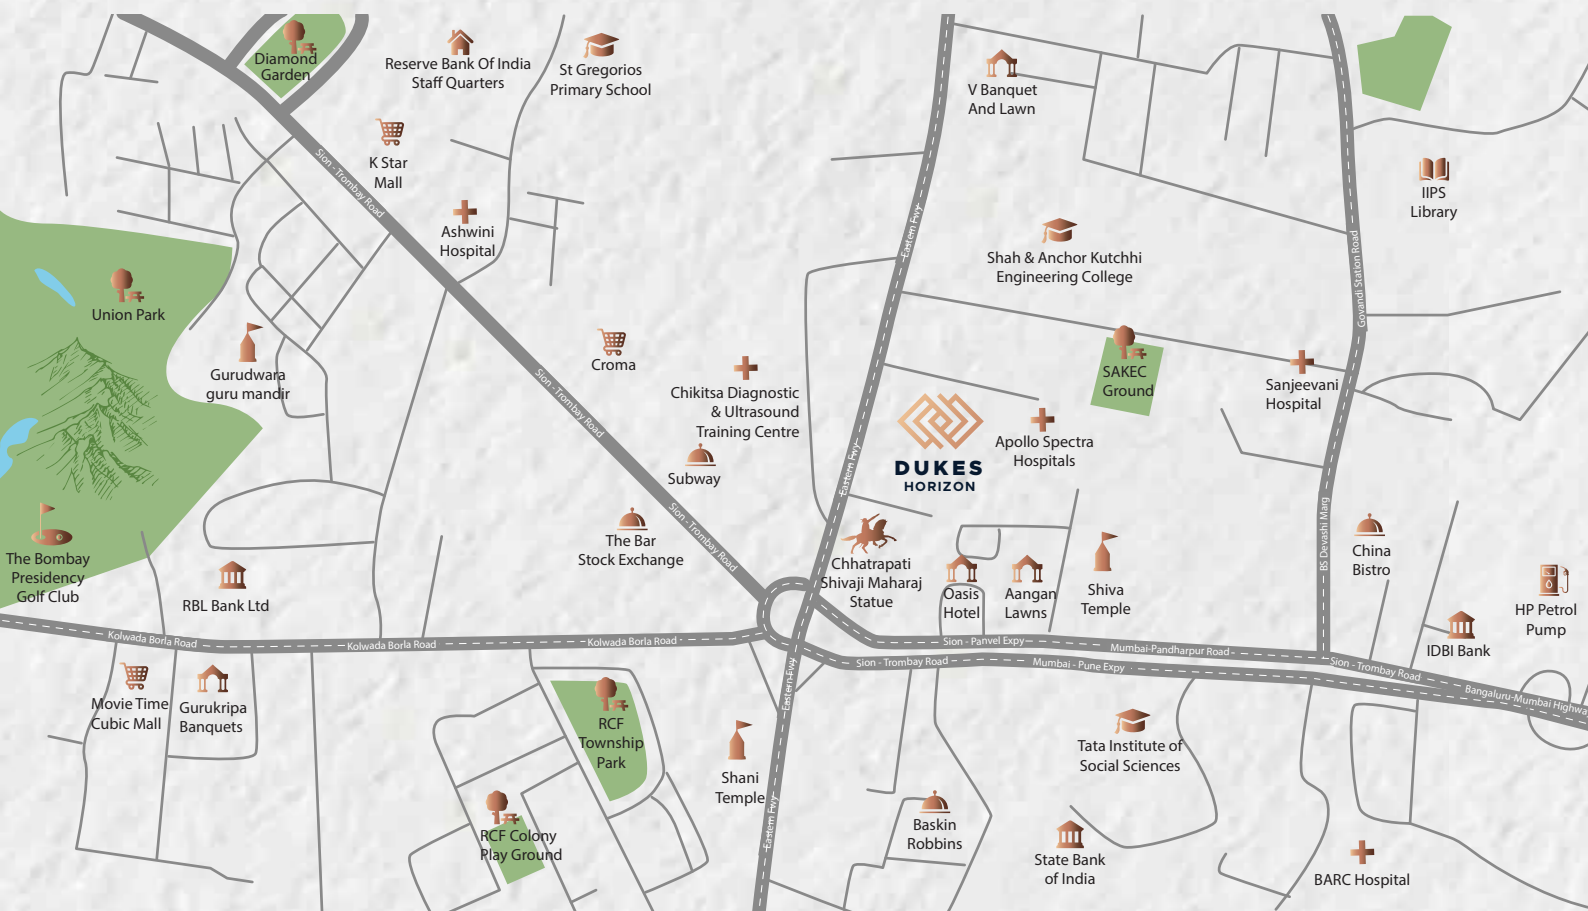 Diamond
Garden
Reserve Bank Of India
Staff Quarters
St Gregorios
Primary School
V Banquet
And Lawn
K Star
Mall
Sion - Trombay Road
IIPS
Library
Ashwini
Hospital
Eastern Fwy
Shah & Anchor Kutchhi
Engineering College
Govandi Station Road
Union Park
Gurudwara
guru mandir
Croma
Chikitsa Diagnostic
& Ultrasound
Training Centre
SAKEC
Ground
Sanjeevani
Hospital
Sion - Trombay Road
DUKES
HORIZON
Apollo Spectra
Hospitals
Eastern Fwy
Subway
Sion - Trombay Road
The Bar
Stock Exchange
BS Devashi Marg
China
Bistro
The Bombay
Presidency
Golf Club
RBL Bank Ltd
Chhatrapati
Shivaji Maharaj
Statue
Oasis
Hotel
Aangan
Lawns
Shiva
Temple
HP Petrol
Pump
IDBI Bank
Kolwada Borla Road
Kolwada Borla Road
Kolwada Borla Road
Sion - Panvel Expy
Mumbai-Pandharpur Road
Sion - Trombay Road
Mumbai - Pune Expy
Sion - Trombay Road
Bangaluru-Mumbai Highwa
Eastern Fwy
Movie Time
Cubic Mall
Gurukripa
Banquets
RCF
Township
Park
Shani
Temple
Tata Institute of
Social Sciences
Eastern Fwy
RCF Colony
Play Ground
Baskin
Robbins
State Bank
of India
BARC Hospital